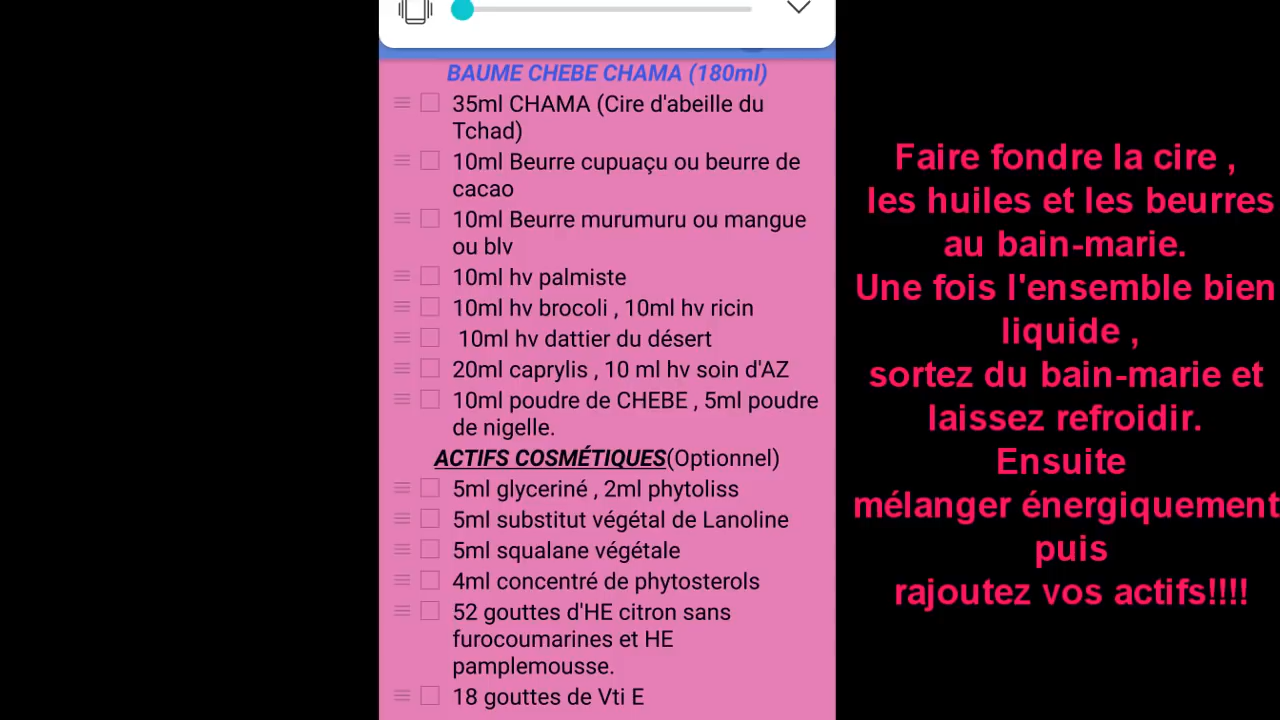 BAUME CHEBE CHAMA (180ml)
35ml CHAMA (Cire d'abeille du
Tchad)
10ml Beurre cupuaçu ou beurre de
cacao
10ml Beurre murumuru ou mangue
ou blv
10ml hv palmiste
10ml hv brocoli , 10ml hv ricin
10ml hv dattier du désert
20ml caprylis , 10 ml hv soin d'AZ
10ml poudre de CHEBE , 5ml poudre
de nigelle.
ACTIFS COSMÉTIQUES(Optionnel)
5ml glyceriné , 2ml phytoliss
5ml substitut végétal de Lanoline
5ml squalane végétale
4ml concentré de phytosterols
52 gouttes d'HE citron sans
furocoumarines et HE
pamplemousse.
18 gouttes de Vti E
Faire fondre la cire ,
les huiles et les beurres
au bain-marie.
Une fois l'ensemble bien
liquide ,
sortez du bain-marie et
laissez refroidir.
Ensuite
mélanger énergiquement
puis
rajoutez vos actifs!!!!